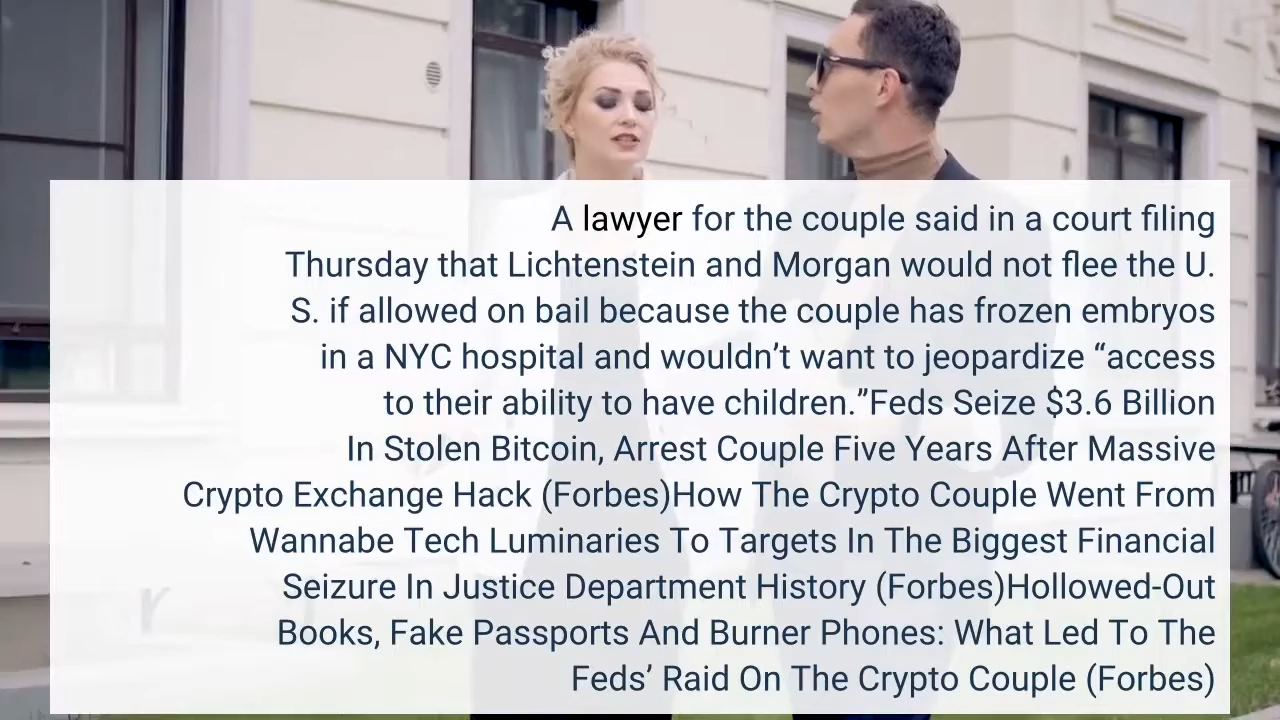 A lawyer for the couple said in a court filing
Thursday that Lichtenstein and Morgan would not flee the U.
S. if allowed on bail because the couple has frozen embryos
in a NYC hospital and wouldn’t want to jeopardize “access
to their ability to have children.”Feds Seize $3.6 Billion
In Stolen Bitcoin, Arrest Couple Five Years After Massive
Crypto Exchange Hack (Forbes)How The Crypto Couple Went From
Wannabe Tech Luminaries To Targets In The Biggest Financial
Seizure In Justice Department History (Forbes)Hollowed-Out
Books, Fake Passports And Burner Phones: What Led To The
Feds’ Raid On The Crypto Couple (Forbes)